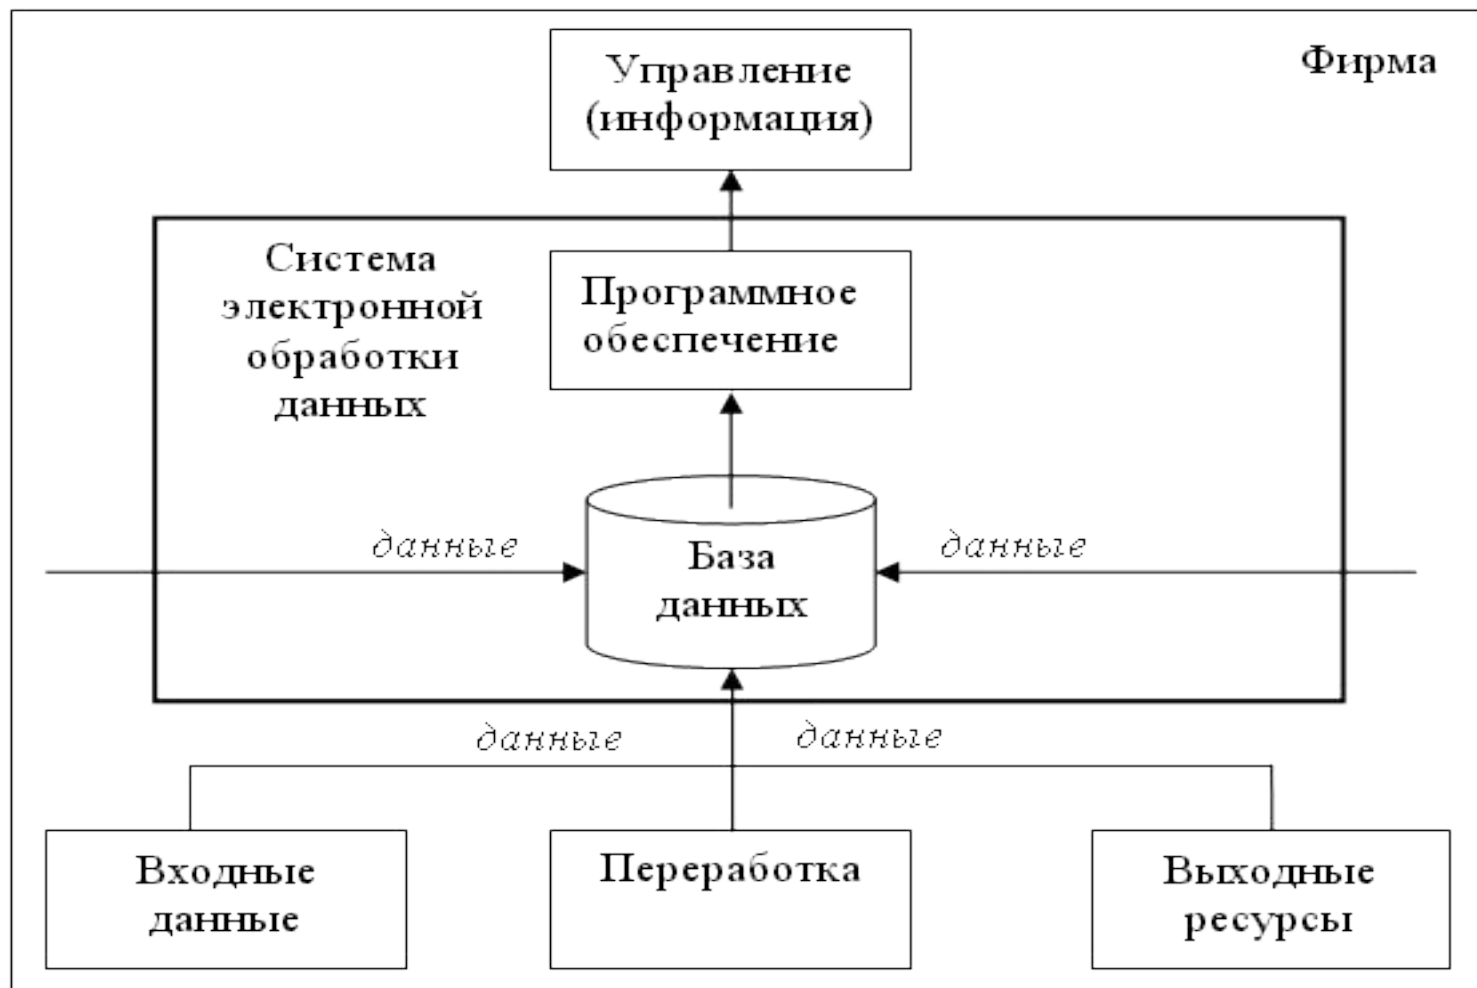 Фирма
Управление
(информация)
Система
электронной
обработки
данных
Программное
обеспечение
данные
данные
База
данных
данные
данные
Входные
данные
Переработка
Выходные
ресурсы